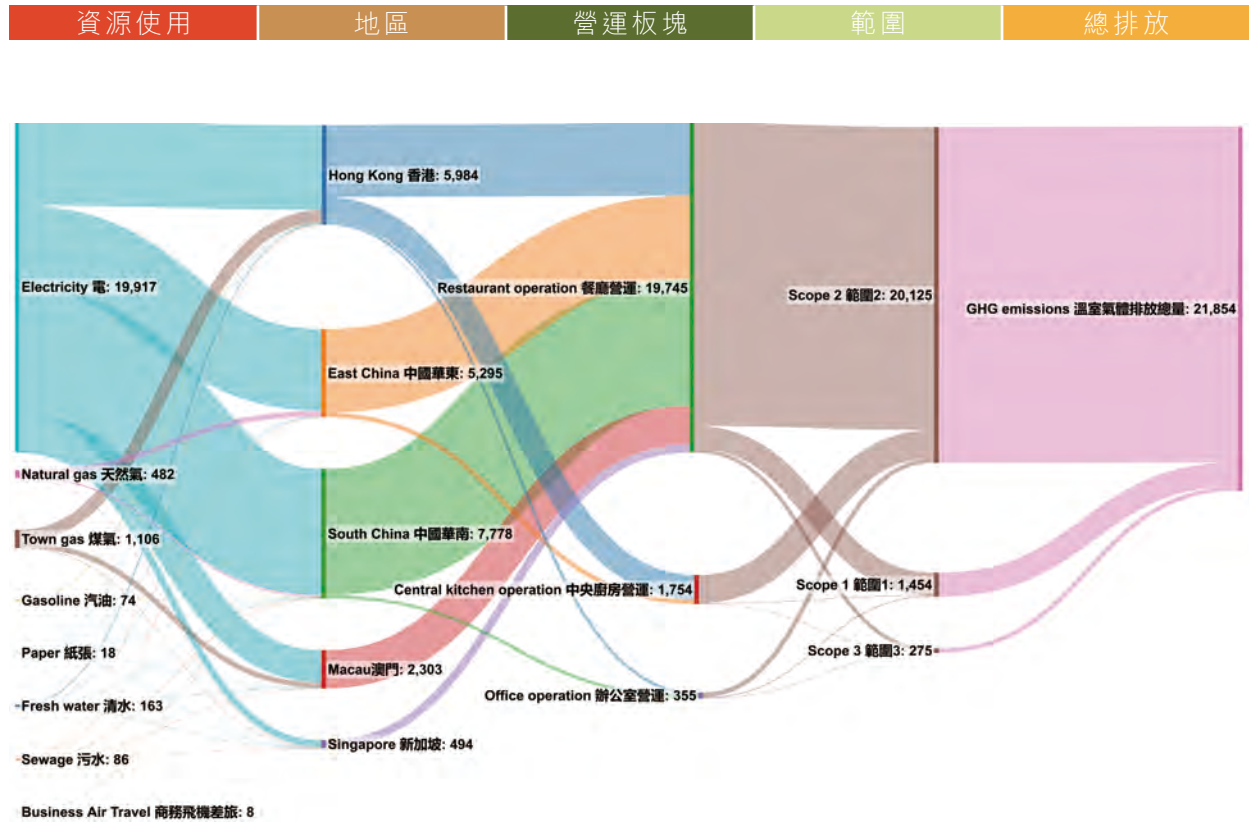 資源使用
地區
營運板塊
範圍
總排放
Electricity 電: 19,917
Natural gas 天然氣: 482
Town gas 煤氣: 1,106
Gasoline 汽油: 74
Paper 紙張: 18
Fresh water 清水: 163
Sewage 污水: 86
Business Air Travel 商務飛機差旅: 8
Hong Kong 香港: 5,984
East China 中國華東: 5,295
South China 中國華南: 7,778
Macau澳門: 2,303
Singapore 新加坡: 494
Restaurant operation 餐廳營運: 19,745
Central kitchen operation 中央廚房營運: 1,754
Office operation 辦公室營運: 355
Scope 2 範圍2: 20,125
Scope 1 範圍1: 1,454
Scope 3 範圍3: 275
GHG emissions 溫室氣體排放總量: 21,854